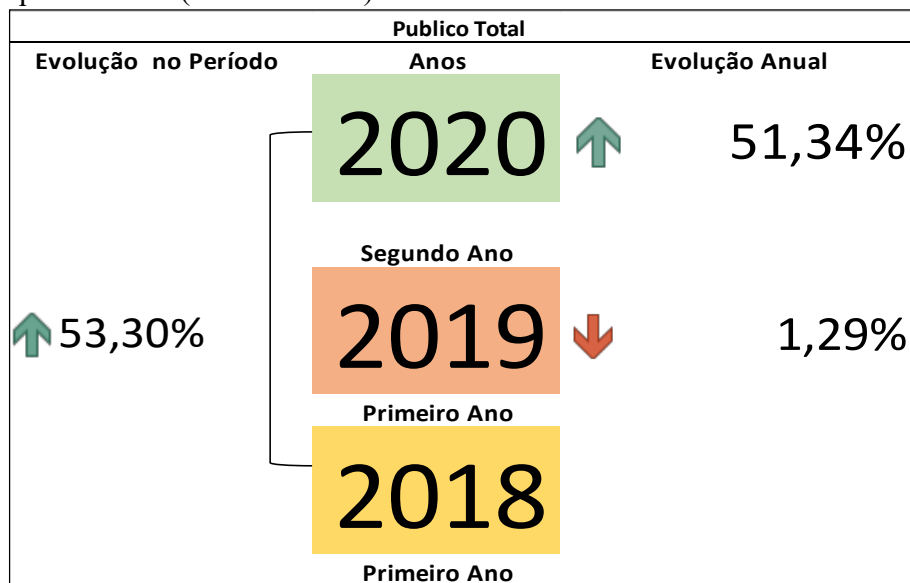 Publico Total
Evolução no Período Anos Evolução Anual
2020 51,34%
Segundo Ano
53,30% 2019 1,29%
Primeiro Ano
2018
Primeiro Ano